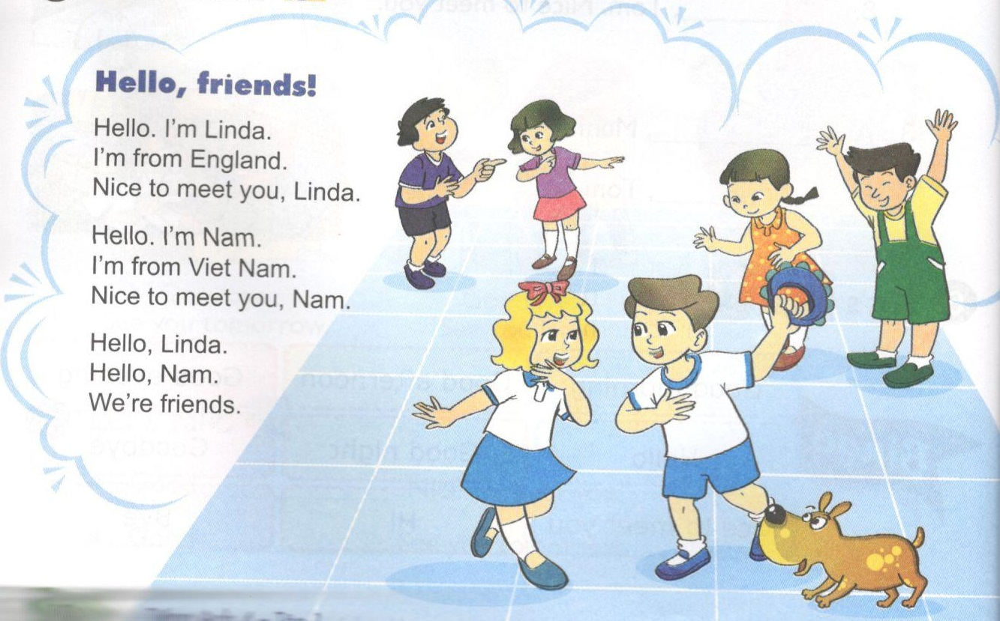 Hello, friends!
Hello. I'm Linda.
I'm from England.
Nice to meet you, Linda.
Hello. I'm Nam.
I'm from Viet Nam.
Nice to meet you, Nam.
Hello, Linda.
Hello, Nam.
We're friends.